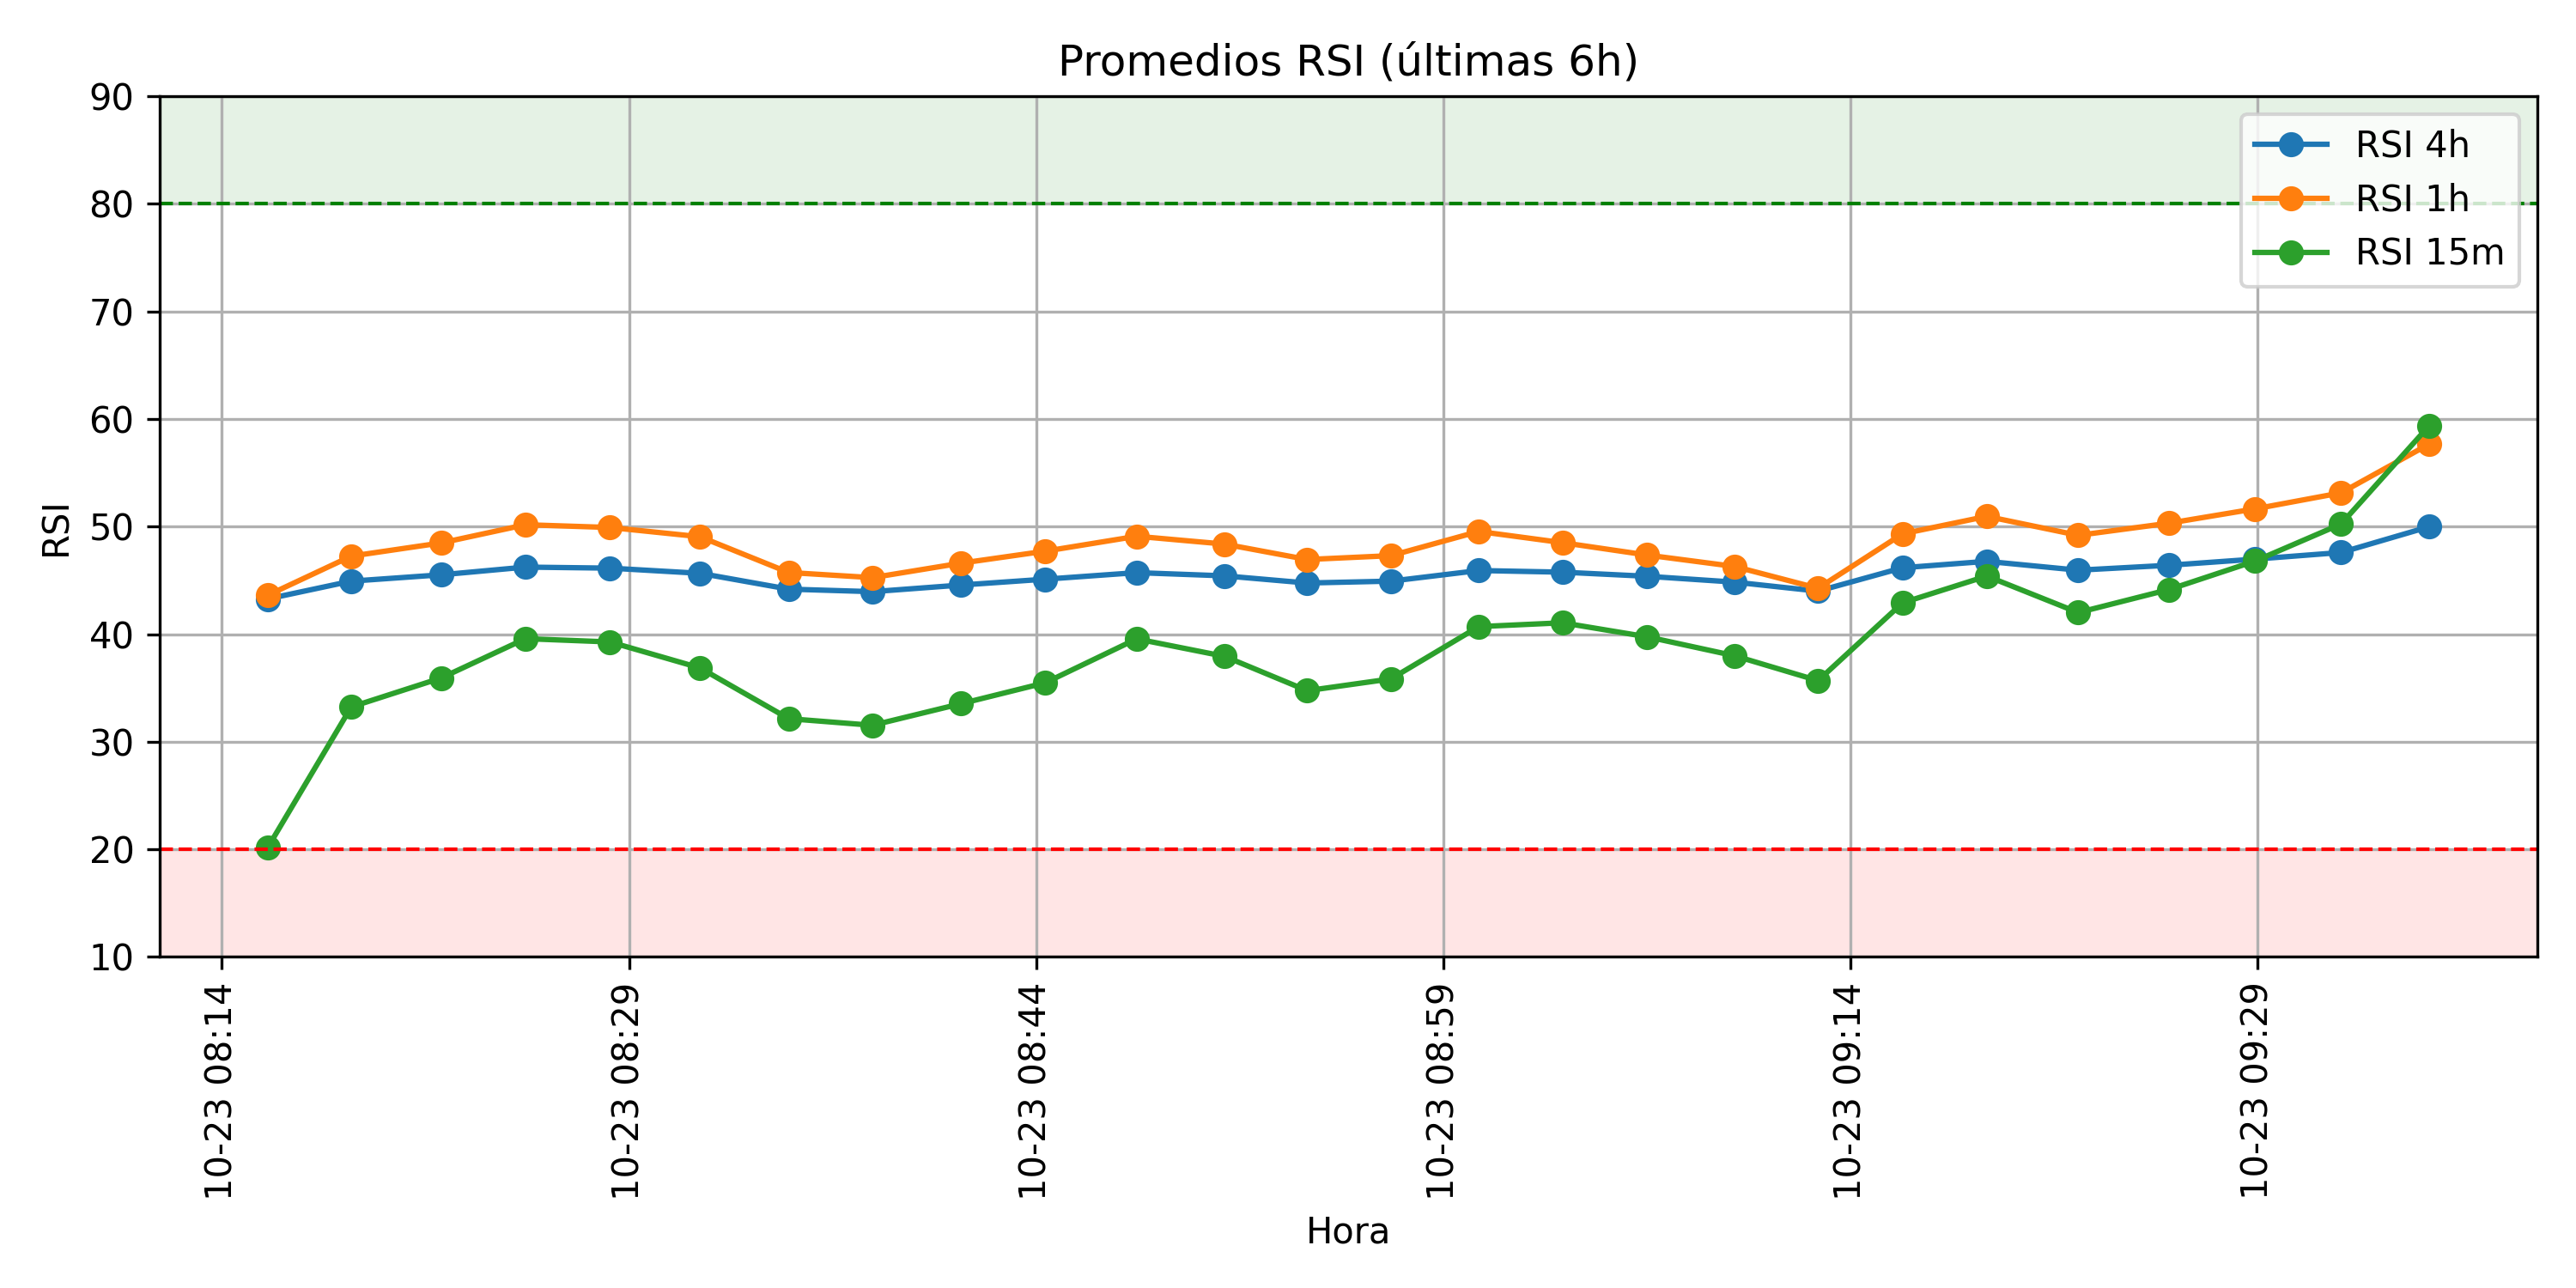 Promedios RSI (últimas 6h)
90
80
70
60
50
40
30
20
10
RSI
RSI 4h
RSI 1h
RSI 15m
10-23 08:14
10-23 08:29
10-23 08:44
10-23 08:59
10-23 09:14
10-23 09:29
Hora